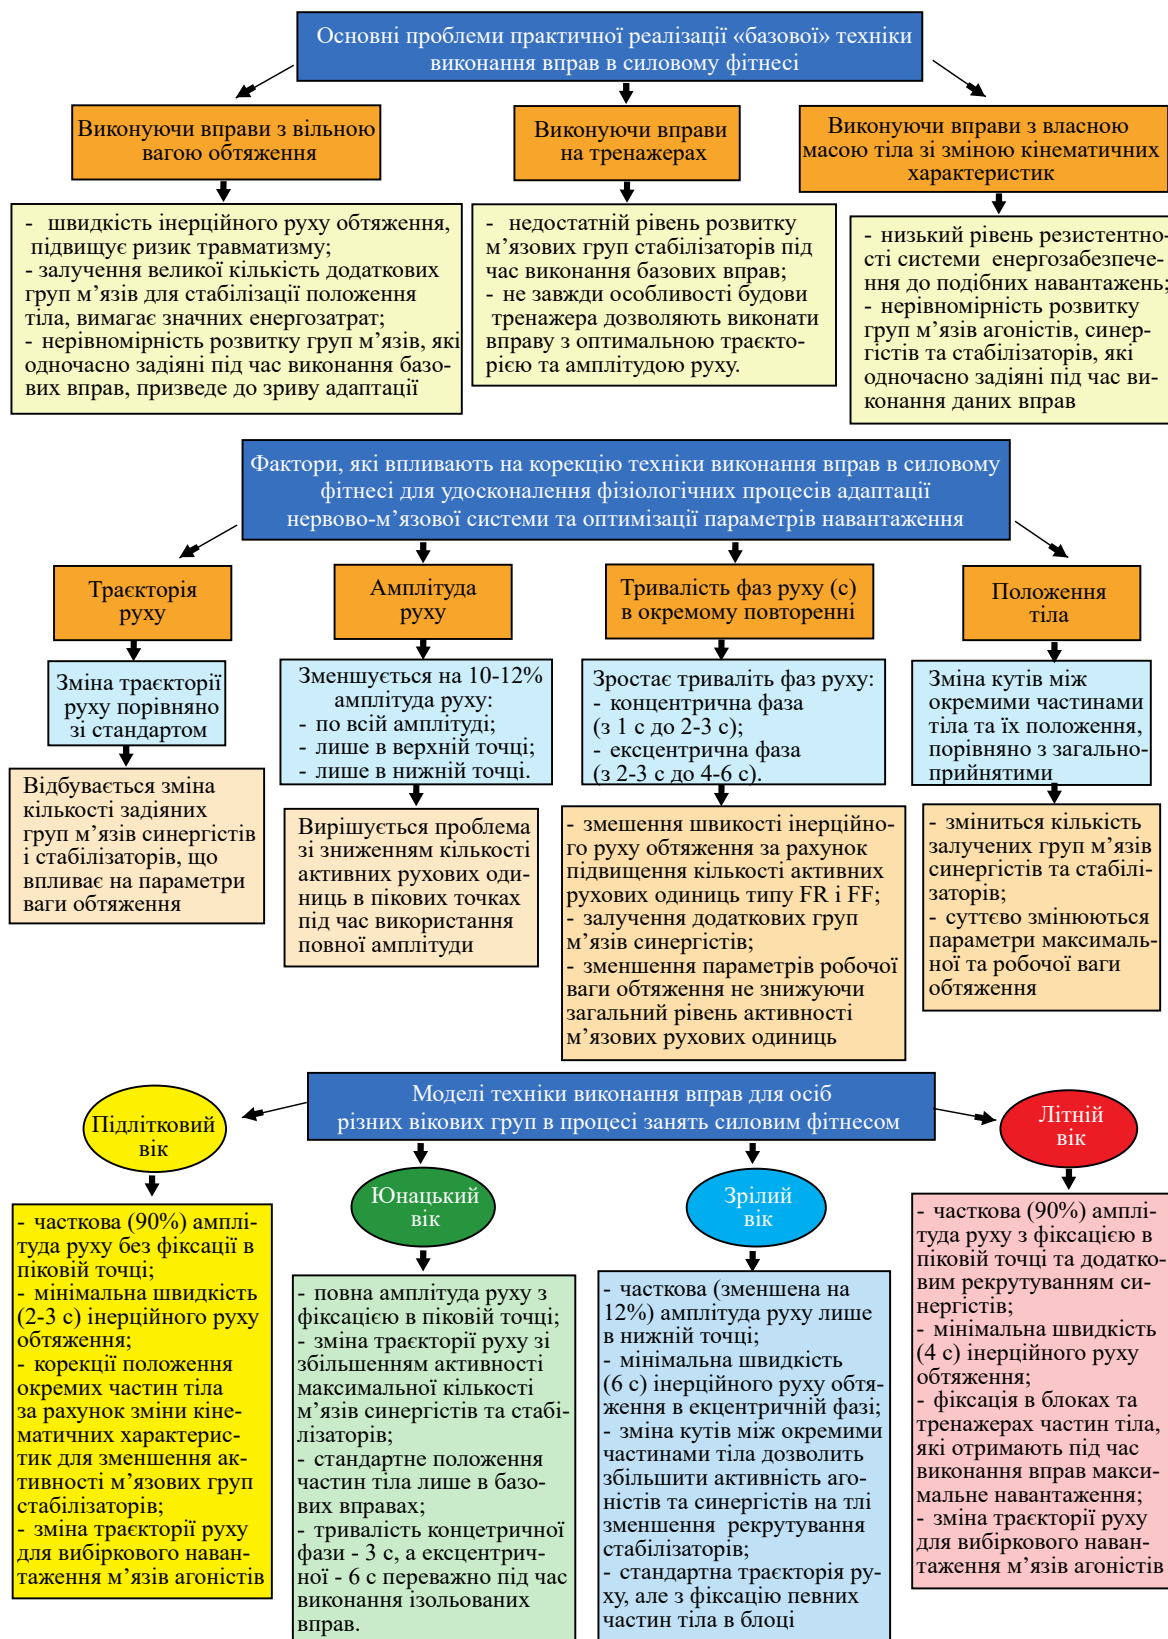 Основні проблеми практичної реалізації «базової» техніки
виконання вправ в силовому фітнесі
Виконуючи вправи з вільною
вагою обтяження
- швидкість інерційного руху обтяження,
підвищує ризик травматизму;
- залучення великої кількість додаткових
груп м’язів для стабілізації положення
тіла, вимагає значних енергозатрат;
- нерівномірність розвитку груп м’язів, які
одночасно задіяні під час виконання базо-
вих вправ, призведе до зриву адаптації
Виконуючи вправи
на тренажерах
- недостатній рівень розвитку
м’язових груп стабілізаторів під
час виконання базових вправ;
- не завжди особливості будови
тренажера дозволяють виконати
вправу з оптимальною траєкто-
рією та амплітудою руху.
Виконуючи вправи з власною
масою тіла зі зміною кінематичних
характеристик
- низький рівень резистентно-
сті системи енергозабезпече-
ння до подібних навантажень;
- нерівномірність розвитку
груп м’язів агоністів, синер-
гістів та стабілізаторів, які
одночасно задіяні під час ви-
конання даних вправ
Фактори, які впливають на корекцію техніки виконання вправ в силовому
фітнесі для удосконалення фізіологічних процесів адаптації
нервово-м’язової системи та оптимізації параметрів навантаження
Траєкторія
руху
Зміна траєкторії
руху порівняно
зі стандартом
Відбувається зміна
кількості задіяних
груп м’язів синергістів
і стабілізаторів, що
впливає на параметри
ваги обтяження
Амплітуда
руху
Зменшується на 10-12%
амплітуда руху:
- по всій амплітуді;
- лише в верхній точці;
- лише в нижній точці.
Вирішується проблема
зі зниженням кількості
активних рухових оди-
ниць в пікових точках
під час використання
повної амплітуди
Тривалість фаз руху (с)
в окремому повторенні
Зростає триваліть фаз руху:
- концентрична фаза
(з 1 с до 2-3 с);
- ексцентрична фаза
(з 2-3 с до 4-6 с).
- змешення швикості інерційно-
го руху обтяження за рахунок
підвищення кількості активних
рухових одиниць типу FR і FF;
- залучення додаткових груп
м’язів синергістів;
- зменшення параметрів робочої
ваги обтяження не знижуючи
загальний рівень активності
м’язових рухових одиниць
Положення
тіла
Зміна кутів між
окремими частинами
тіла та їх положення,
порівняно з загально-
прийнятими
- зміниться кількість
залучених груп м’язів
синергістів та стабілі-
заторів;
- суттєво змінюються
параметри максималь-
ної та робочої ваги
обтяження
Моделі техніки виконання вправ для осіб
різних вікових груп в процесі занять силовим фітнесом
Підлітковий
вік
- часткова (90%) амплі-
туда руху без фіксації в
піковій точці;
- мінімальна швидкість
(2-3 с) інерційного руху
обтяження;
- корекції положення
окремих частин тіла
за рахунок зміни кіне-
матичних характерис-
тик для зменшення ак-
тивності м’язових груп
стабілізаторів;
- зміна траєкторії руху
для вибіркового наван-
таження м’язів агоністів
Юнацький
вік
- повна амплітуда руху з
фіксацією в піковій точці;
- зміна траєкторії руху зі
збільшенням активності
максимальної кількості
м’язів синергістів та стабі-
лізаторів;
- стандартне положення
частин тіла лише в базо-
вих вправах;
- тривалість концетричної
фази - 3 с, а ексцентрич-
ної - 6 с переважно під час
виконання ізольованих
вправ.
Зрілий
вік
- часткова (зменшена на
12%) амплітуда руху лише
в нижній точці;
- мінімальна швидкість
(6 с) інерційного руху обтя-
ження в екцентричній фазі;
- зміна кутів між окремими
частинами тіла дозволить
збільшити активність аго-
ністів та синергістів на тлі
зменшення рекрутування
стабілізаторів;
- стандартна траєкторія ру-
ху, але з фіксацію певних
частин тіла в блоці
Літній
вік
- часткова (90%) амплі-
туда руху з фіксацією в
піковій точці та додатко-
вим рекрутуванням си-
нергістів;
- мінімальна швидкість
(4 с) інерційного руху
обтяження;
- фіксація в блоках та
тренажерах частин тіла,
які отримають під час
виконання вправ макси-
мальне навантаження;
- зміна траєкторії руху
для вибіркового наван-
таження м’язів агоністів